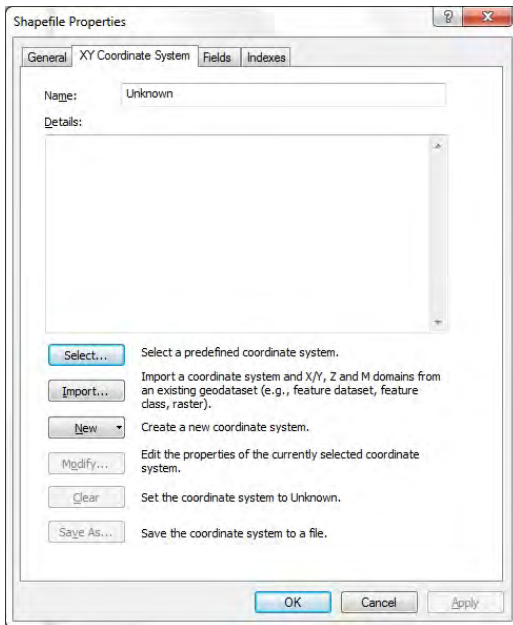 Shapefile Properties
General XY Coordinate System Fields Indexes
Name: Unknown
Details:
Select... Select a predefined coordinate system.
Import... Import a coordinate system and X/Y, Z and M domains from
an existing geodataset (e.g., feature dataset, feature
class, raster).
New Create a new coordinate system.
Modify... Edit the properties of the currently selected coordinate
system.
Clear Set the coordinate system to Unknown.
Save As... Save the coordinate system to a file.
OK Cancel Apply